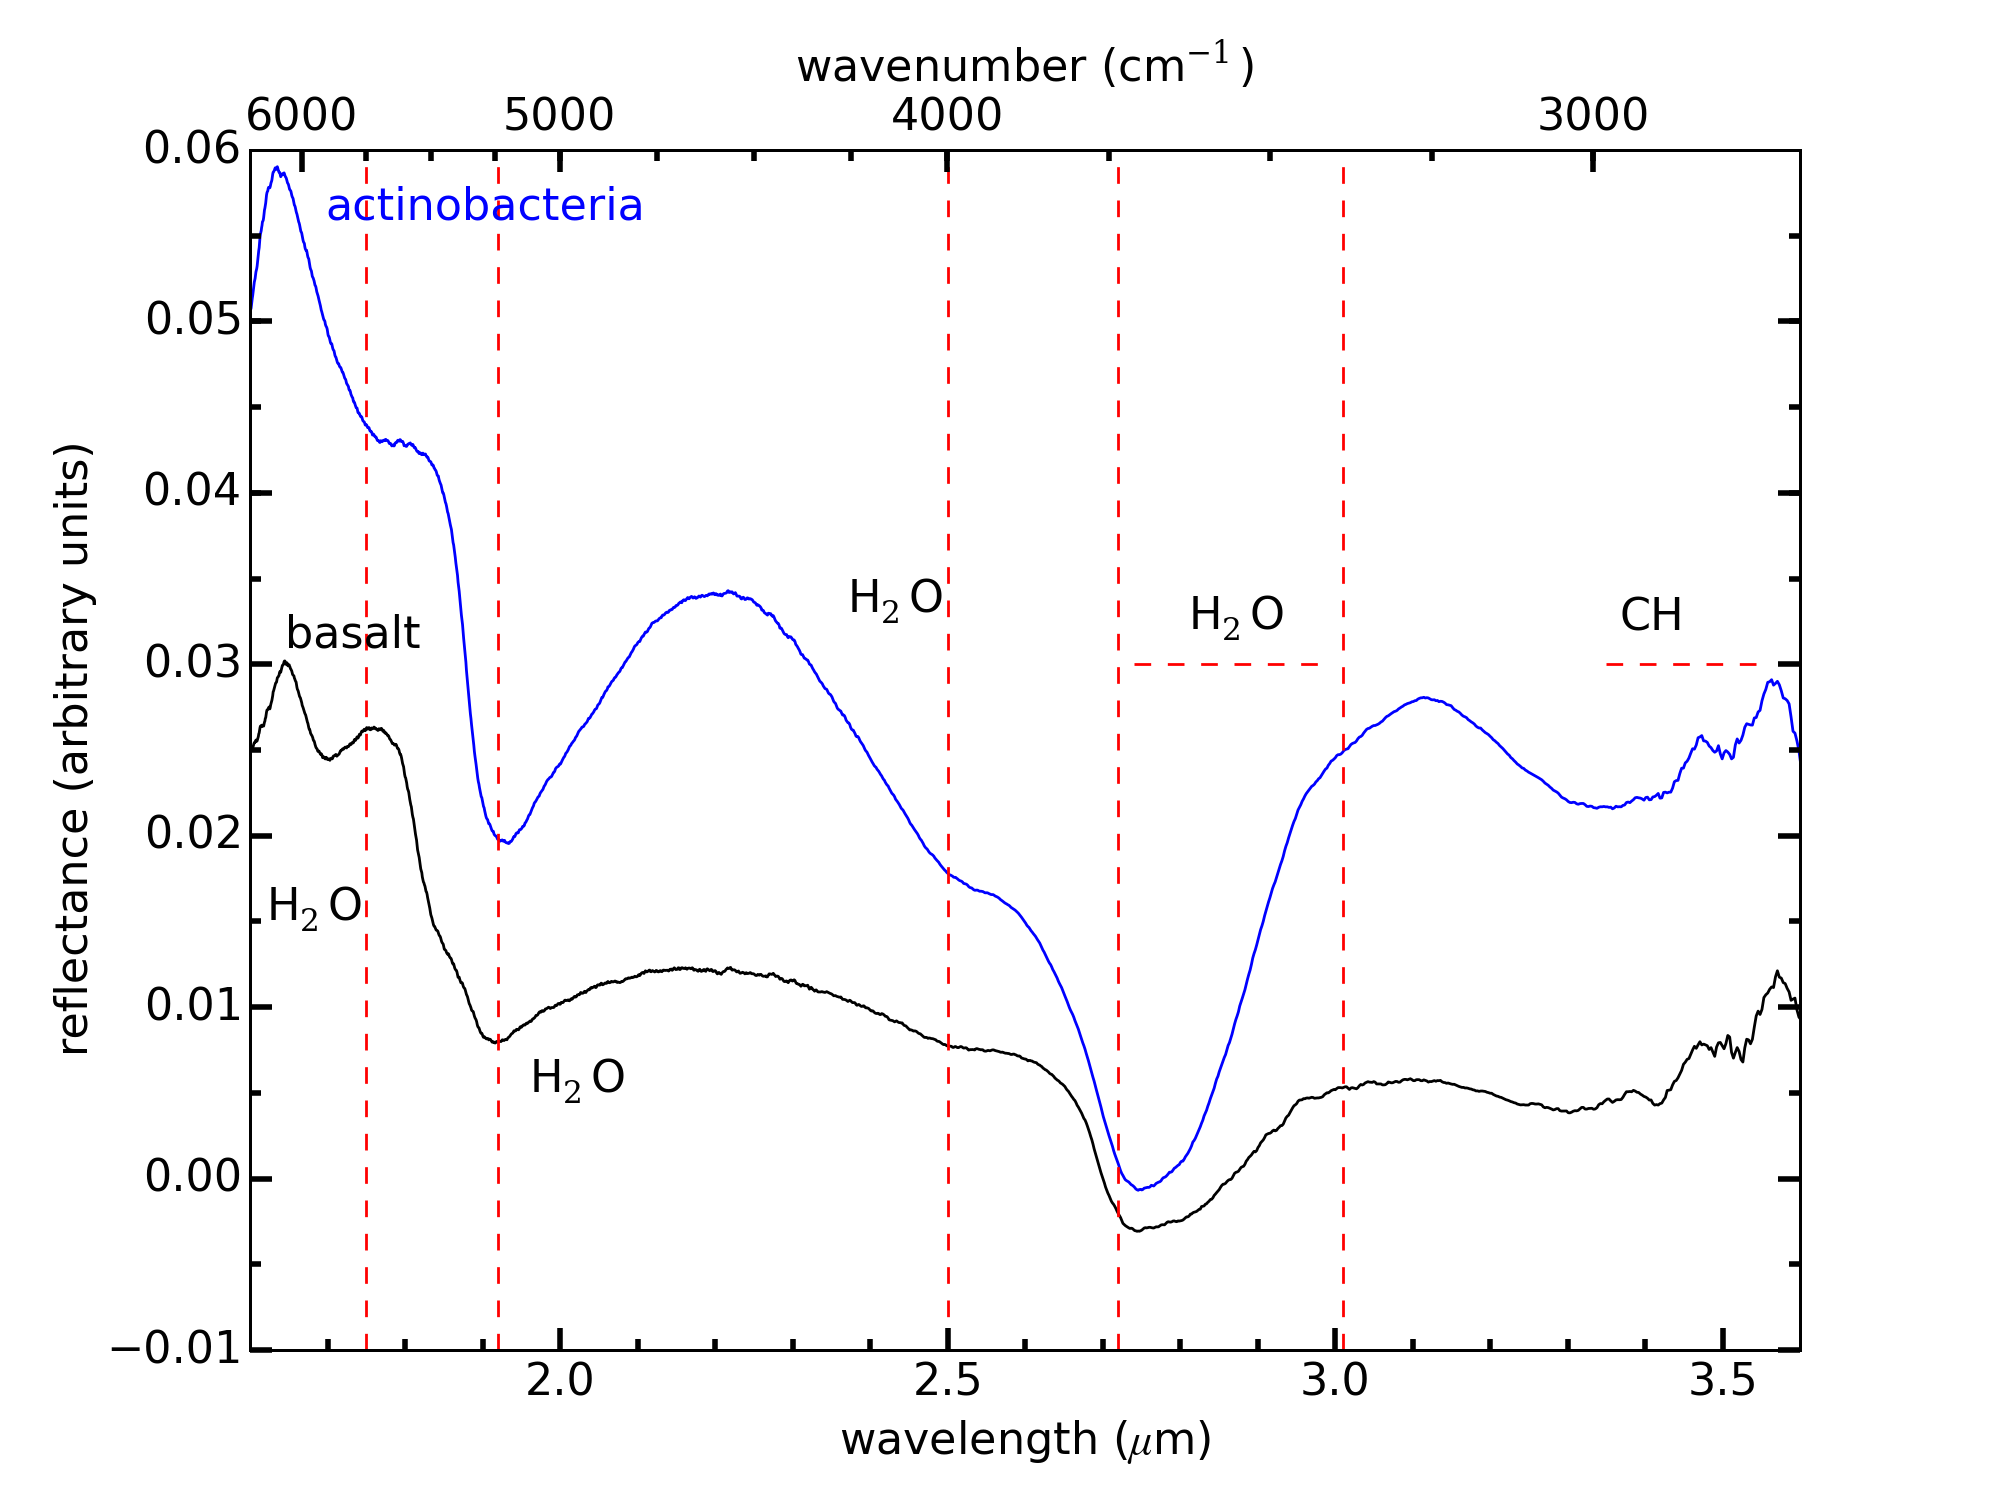 wavenumber (cm⁻¹)
6000 5000 4000 3000
0.06
actinobacteria
0.05
0.04
H₂O H₂O CH
basalt
0.03
0.02
H₂O
0.01
H₂O
0.00
−0.01
2.0 2.5 3.0 3.5
wavelength (μm)
reflectance (arbitrary units)